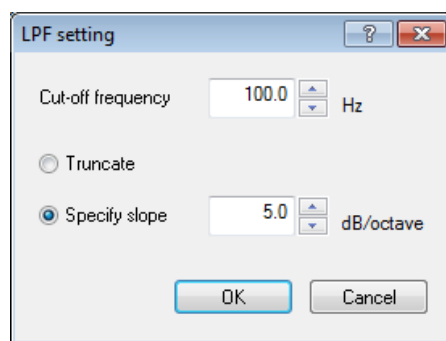 LPF setting
?
Cut-off frequency 100.0 Hz
Truncate
Specify slope 5.0 dB/octave
OK Cancel